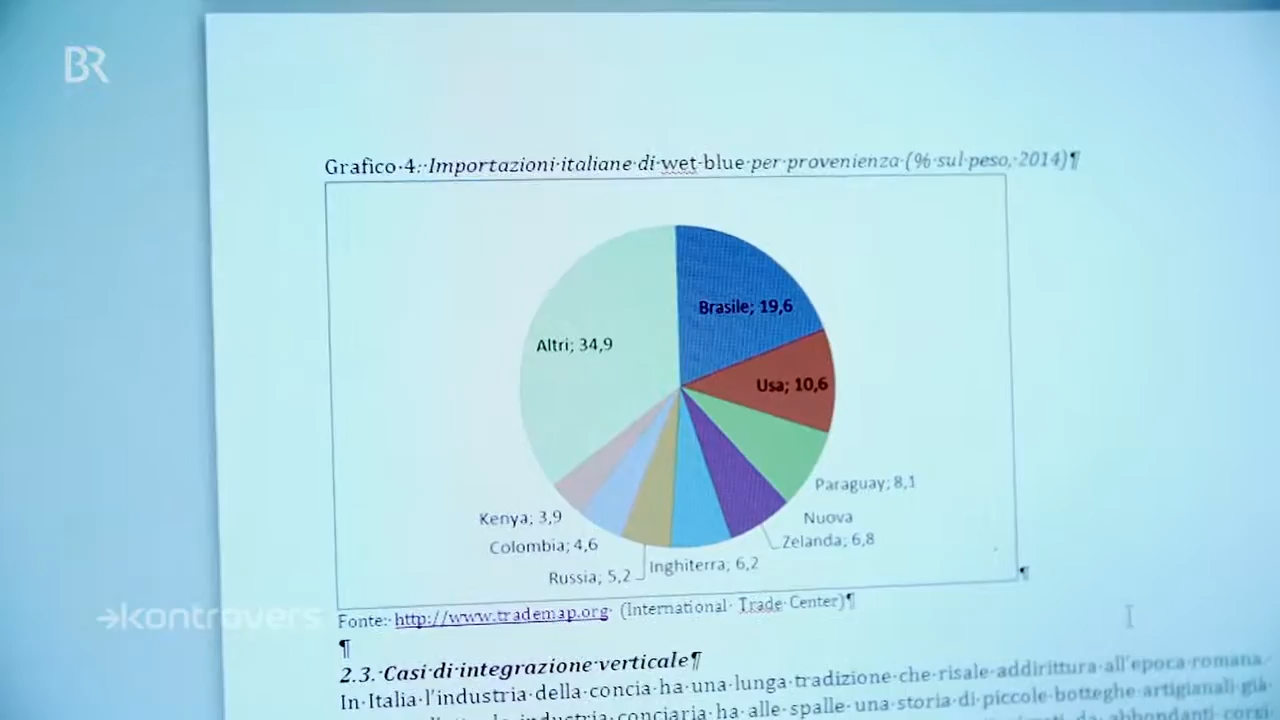 BR
Grafico·4:·Importazioni·italiane·di·wet·blue·per·provenienza·(%·sul·peso,·2014)¶
Brasile; 19,6
Altri; 34,9
Usa; 10,6
Paraguay; 8,1
Kenya; 3,9
Nuova
Zelanda; 6,8
Colombia; 4,6
Inghiterra; 6,2
Russia; 5,2
¶
kontrovers
Fonte:·http://www.trademap.org·(International·Trade·Center)¶
¶
2.3.·Casi·di·integrazione·verticale¶
In·Italia·l'industria·della·concia·ha·una·lunga·tradizione·che·risale·addirittura·all'epoca·romana.
industria·conciaria·ha·alle·spalle·una·storia·di·piccole·botteghe·artigianali·già·
da·abbondanti·corsi·